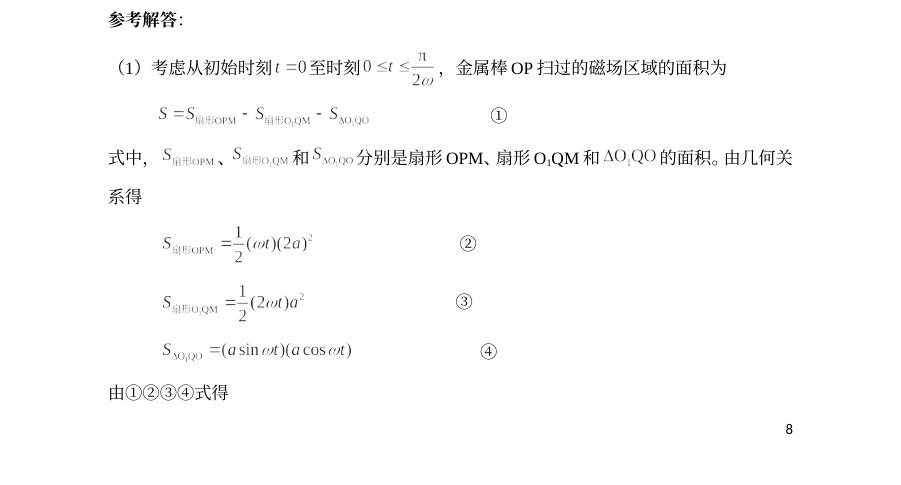 参考解答:
（1）考虑从初始时刻 t=0 至时刻 0≤t≤π/2ω，金属棒 OP 扫过的磁场区域的面积为
S=S扇形OPM - S扇形O₁QM - SΔO₁QO ①
式中，S扇形OPM、S扇形O₁QM 和 SΔO₁QO 分别是扇形 OPM、扇形 O₁QM 和 ΔO₁QO 的面积。由几何关
系得
S扇形OPM =1/2(ωt)(2a)² ②
S扇形O₁QM =1/2(2ωt)a² ③
SΔO₁QO =(a sin ωt)(a cos ωt) ④
由①②③④式得
8